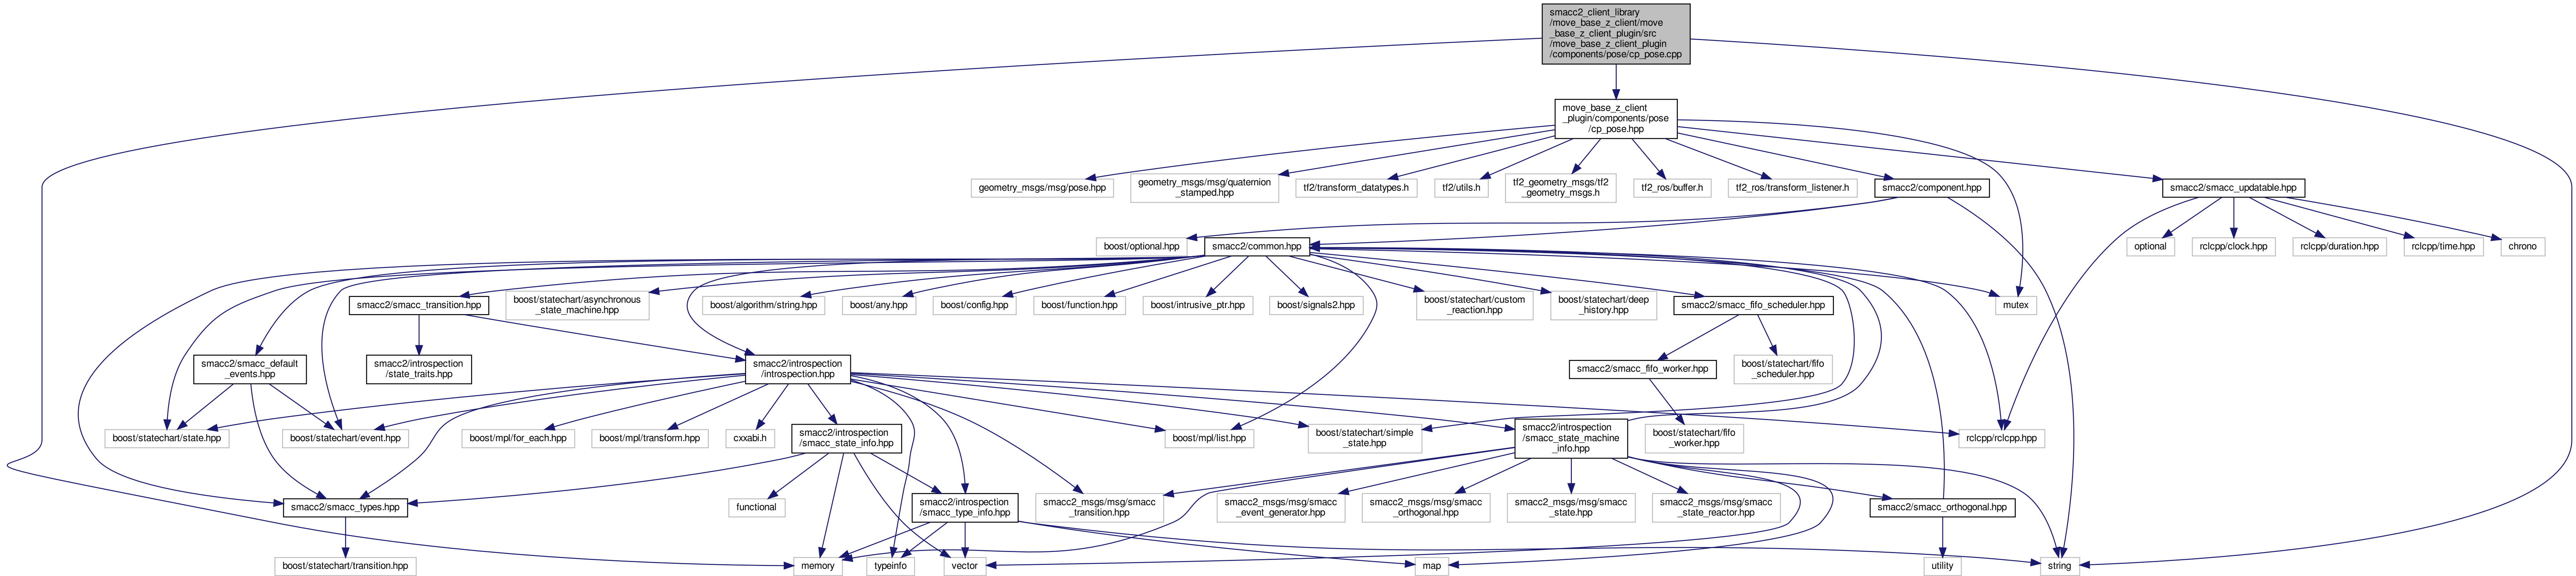 smacc2_client_library
/move_base_z_client/move
_base_z_client_plugin/src
/move_base_z_client_plugin
/components/pose/cp_pose.cpp
move_base_z_client
_plugin/components/pose
/cp_pose.hpp
geometry_msgs/msg/pose.hpp
geometry_msgs/msg/quaternion
_stamped.hpp
tf2/transform_datatypes.h
tf2/utils.h
tf2_geometry_msgs/tf2
_geometry_msgs.h
tf2_ros/buffer.h
tf2_ros/transform_listener.h
smacc2/component.hpp
smacc2/smacc_updatable.hpp
boost/optional.hpp
smacc2/common.hpp
optional
rclcpp/clock.hpp
rclcpp/duration.hpp
rclcpp/time.hpp
chrono
smacc2/smacc_transition.hpp
boost/statechart/asynchronous
_state_machine.hpp
boost/algorithm/string.hpp
boost/any.hpp
boost/config.hpp
boost/function.hpp
boost/intrusive_ptr.hpp
boost/signals2.hpp
boost/statechart/custom
_reaction.hpp
boost/statechart/deep
_history.hpp
smacc2/smacc_fifo_scheduler.hpp
mutex
smacc2/smacc_default
_events.hpp
smacc2/introspection
/state_traits.hpp
smacc2/introspection
/introspection.hpp
smacc2/smacc_fifo_worker.hpp
boost/statechart/fifo
_scheduler.hpp
boost/statechart/state.hpp
boost/statechart/event.hpp
boost/mpl/for_each.hpp
boost/mpl/transform.hpp
cxxabi.h
smacc2/introspection
/smacc_state_info.hpp
boost/mpl/list.hpp
boost/statechart/simple
_state.hpp
smacc2/introspection
/smacc_state_machine
_info.hpp
boost/statechart/fifo
_worker.hpp
rclcpp/rclcpp.hpp
smacc2/smacc_types.hpp
functional
smacc2/introspection
/smacc_type_info.hpp
smacc2_msgs/msg/smacc
_transition.hpp
smacc2_msgs/msg/smacc
_event_generator.hpp
smacc2_msgs/msg/smacc
_orthogonal.hpp
smacc2_msgs/msg/smacc
_state.hpp
smacc2_msgs/msg/smacc
_state_reactor.hpp
smacc2/smacc_orthogonal.hpp
boost/statechart/transition.hpp
memory
typeinfo
vector
map
utility
string